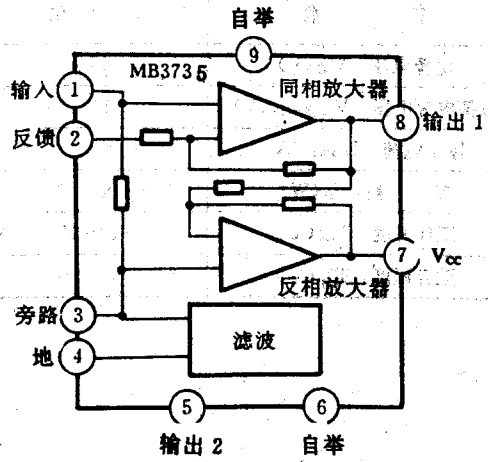 自举
9
MB3735
输入 1
同相放大器
反馈 2
8 输出 1
7 Vcc
反相放大器
旁路 3
滤波
地 4
5
6
输出 2
自举